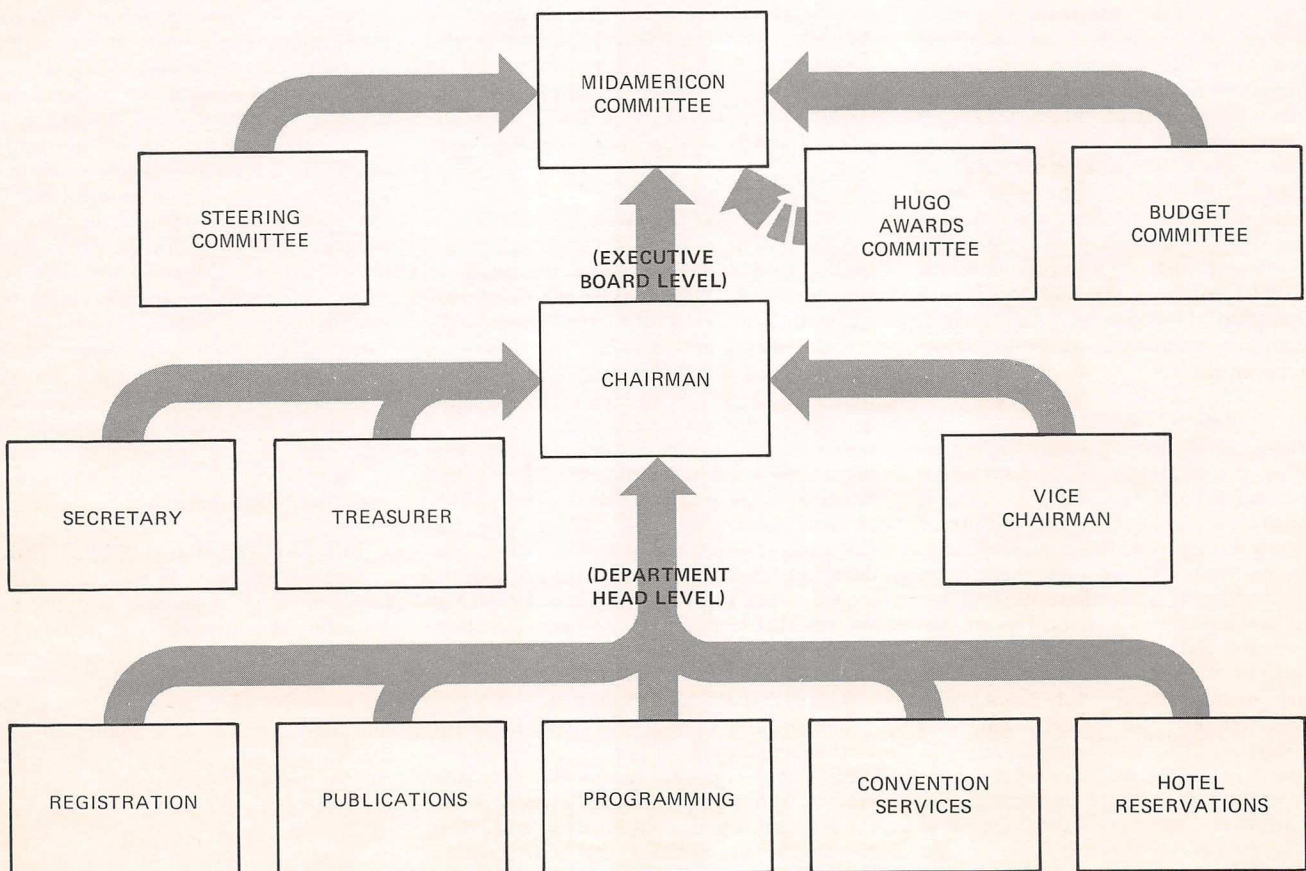 MIDAMERICON
COMMITTEE
STEERING
COMMITTEE
HUGO
AWARDS
COMMITTEE
BUDGET
COMMITTEE
(EXECUTIVE
BOARD LEVEL)
CHAIRMAN
SECRETARY
TREASURER
VICE
CHAIRMAN
(DEPARTMENT
HEAD LEVEL)
REGISTRATION
PUBLICATIONS
PROGRAMMING
CONVENTION
SERVICES
HOTEL
RESERVATIONS